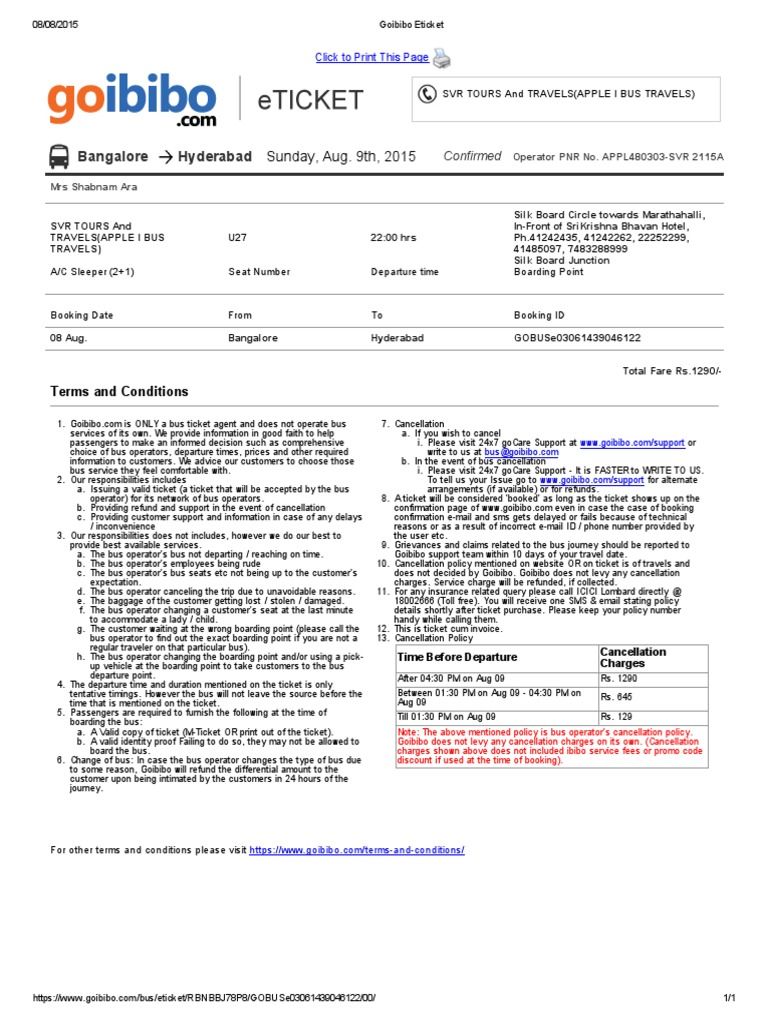 08/08/2015
Goibibo Eticket
Click to Print This Page
goibibo
.com
eTICKET
SVR TOURS And TRAVELS(APPLE I BUS TRAVELS)
Bangalore → Hyderabad Sunday, Aug. 9th, 2015 Confirmed Operator PNR No. APPL480303-SVR 2115A
Mrs Shabnam Ara
SVR TOURS And
TRAVELS(APPLE I BUS
TRAVELS)
U27
22:00 hrs
Silk Board Circle towards Marathahalli,
In-Front of Sri Krishna Bhavan Hotel,
Ph.41242435, 41242262, 22252299,
41485097, 7483288999
Silk Board Junction
A/C Sleeper (2+1) Seat Number Departure time Boarding Point
Booking Date From To Booking ID
08 Aug. Bangalore Hyderabad GOBUSe03061439046122
Total Fare Rs.1290/-
Terms and Conditions
1. Goibibo.com is ONLY a bus ticket agent and does not operate bus
services of its own. We provide information in good faith to help
passengers to make an informed decision such as comprehensive
choice of bus operators, departure times, prices and other required
information to customers. We advice our customers to choose those
bus service they feel comfortable with.
2. Our responsibilities includes
a. Issuing a valid ticket (a ticket that will be accepted by the bus
operator) for its network of bus operators.
b. Providing refund and support in the event of cancellation
c. Providing customer support and information in case of any delays
/ inconvenience
3. Our responsibilities does not includes, however we do our best to
provide best available services.
a. The bus operator's bus not departing / reaching on time.
b. The bus operator's employees being rude
c. The bus operator's bus seats etc not being up to the customer's
expectation.
d. The bus operator canceling the trip due to unavoidable reasons.
e. The baggage of the customer getting lost / stolen / damaged.
f. The bus operator changing a customer's seat at the last minute
to accommodate a lady / child.
g. The customer waiting at the wrong boarding point (please call the
bus operator to find out the exact boarding point if you are not a
regular traveler on that particular bus).
h. The bus operator changing the boarding point and/or using a pick-
up vehicle at the boarding point to take customers to the bus
departure point.
4. The departure time and duration mentioned on the ticket is only
tentative timings. However the bus will not leave the source before the
time that is mentioned on the ticket.
5. Passengers are required to furnish the following at the time of
boarding the bus:
a. A Valid copy of ticket (M-Ticket OR print out of the ticket).
b. A valid identity proof Failing to do so, they may not be allowed to
board the bus.
6. Change of bus: In case the bus operator changes the type of bus due
to some reason, Goibibo will refund the differential amount to the
customer upon being intimated by the customers in 24 hours of the
journey.
7. Cancellation
a. If you wish to cancel
i. Please visit 24x7 goCare Support at www.goibibo.com/support or
write to us at bus@goibibo.com
b. In the event of bus cancellation
i. Please visit 24x7 goCare Support - It is FASTER to WRITE TO US.
To tell us your Issue go to www.goibibo.com/support for alternate
arrangements (if available) or for refunds.
8. A ticket will be considered 'booked' as long as the ticket shows up on the
confirmation page of www.goibibo.com even in case the case of booking
confirmation e-mail and sms gets delayed or fails because of technical
reasons or as a result of incorrect e-mail ID / phone number provided by
the user etc.
9. Grievances and claims related to the bus journey should be reported to
Goibibo support team within 10 days of your travel date.
10. Cancellation policy mentioned on website OR on ticket is of travels and
does not decided by Goibibo. Goibibo does not levy any cancellation
charges. Service charge will be refunded, if collected.
11. For any insurance related query please call ICICI Lombard directly @
18002666 (Toll free). You will receive one SMS & email stating policy
details shortly after ticket purchase. Please keep your policy number
handy while calling them.
12. This is ticket cum invoice.
13. Cancellation Policy
Time Before Departure
Cancellation
Charges
After 04:30 PM on Aug 09 Rs. 1290
Between 01:30 PM on Aug 09 - 04:30 PM on
Aug 09
Rs. 645
Till 01:30 PM on Aug 09 Rs. 129
Note: The above mentioned policy is bus operator's cancellation policy.
Goibibo does not levy any cancellation charges on its own. (Cancellation
charges shown above does not included ibibo service fees or promo code
discount if used at the time of booking).
For other terms and conditions please visit https://www.goibibo.com/terms-and-conditions/
https://www.goibibo.com/bus/eticket/RBNBBJ78P8/GOBUSe03061439046122/00/
1/1